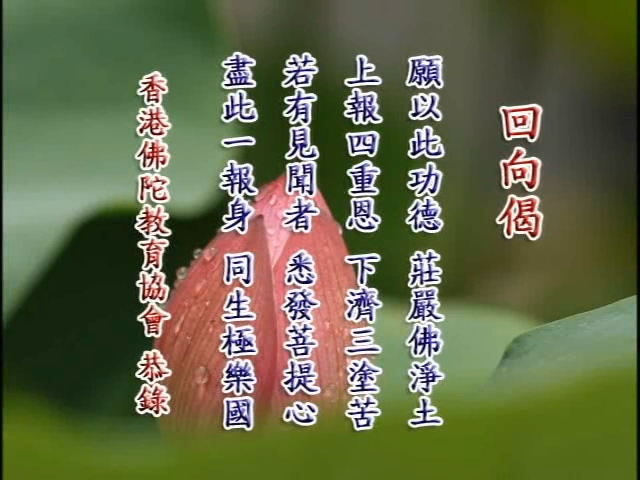 回向偈
願以此功德 莊嚴佛淨土
上報四重恩 下濟三塗苦
若有見聞者 悉發菩提心
盡此一報身 同生極樂國
香港佛陀教育協會 恭錄